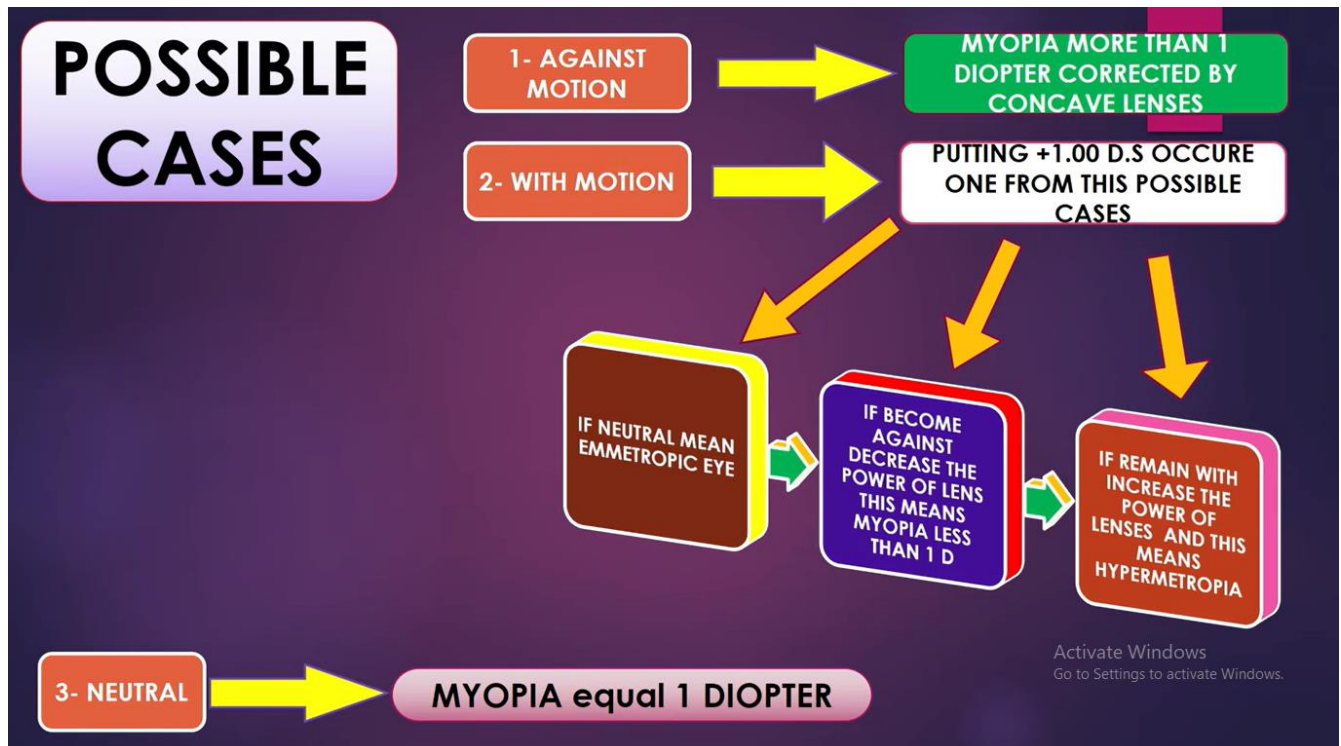 POSSIBLE
CASES
1- AGAINST
MOTION
MYOPIA MORE THAN 1
DIOPTER CORRECTED BY
CONCAVE LENSES
2- WITH MOTION
PUTTING +1.00 D.S OCCURE
ONE FROM THIS POSSIBLE
CASES
IF NEUTRAL MEAN
EMMETROPIC EYE
IF BECOME
AGAINST
DECREASE THE
POWER OF LENS
THIS MEANS
MYOPIA LESS
THAN 1 D
IF REMAIN WITH
INCREASE THE
POWER OF
LENSES AND THIS
MEANS
HYPERMETROPIA
3- NEUTRAL
MYOPIA equal 1 DIOPTER
Activate Windows
Go to Settings to activate Windows.